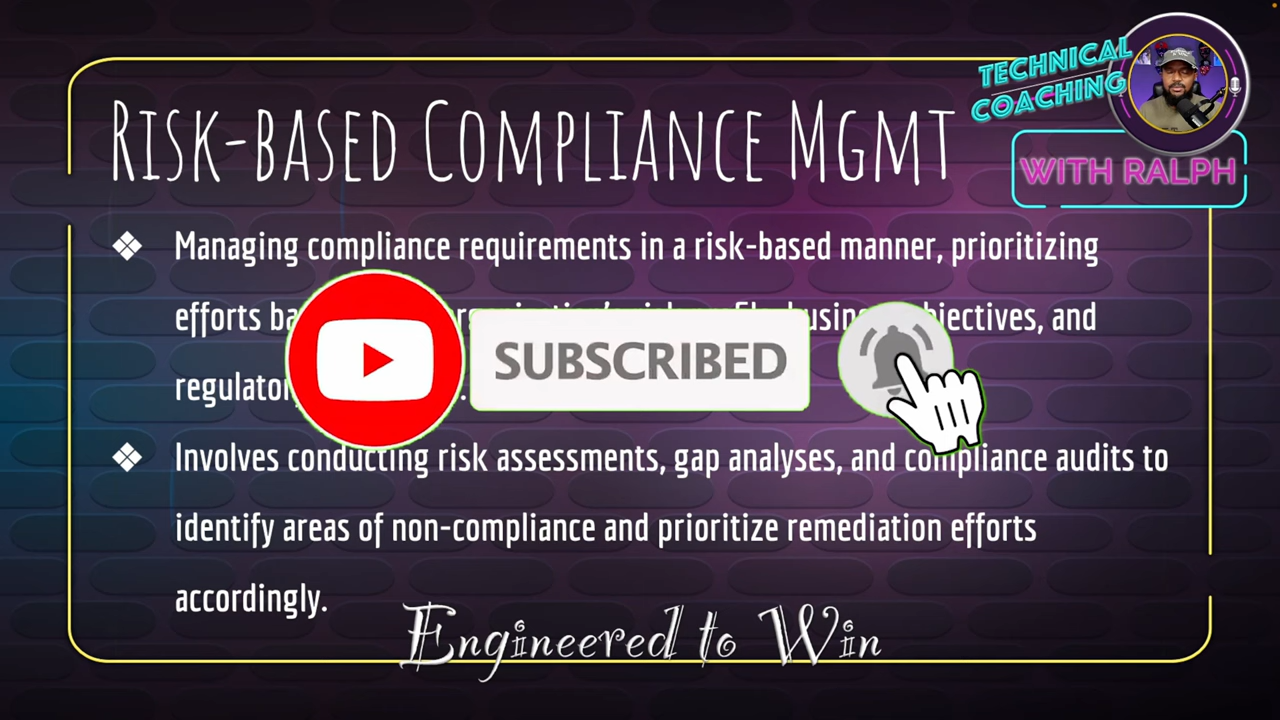 TECHNICAL
COACHING
WITH RALPH
RISK-BASED COMPLIANCE MGMT
❖ Managing compliance requirements in a risk-based manner, prioritizing
efforts and
SUBSCRIBED
❖ Involves conducting risk assessments, gap analyses, and compliance audits to
identify areas of non-compliance and prioritize remediation efforts
accordingly.
Engineered to Win